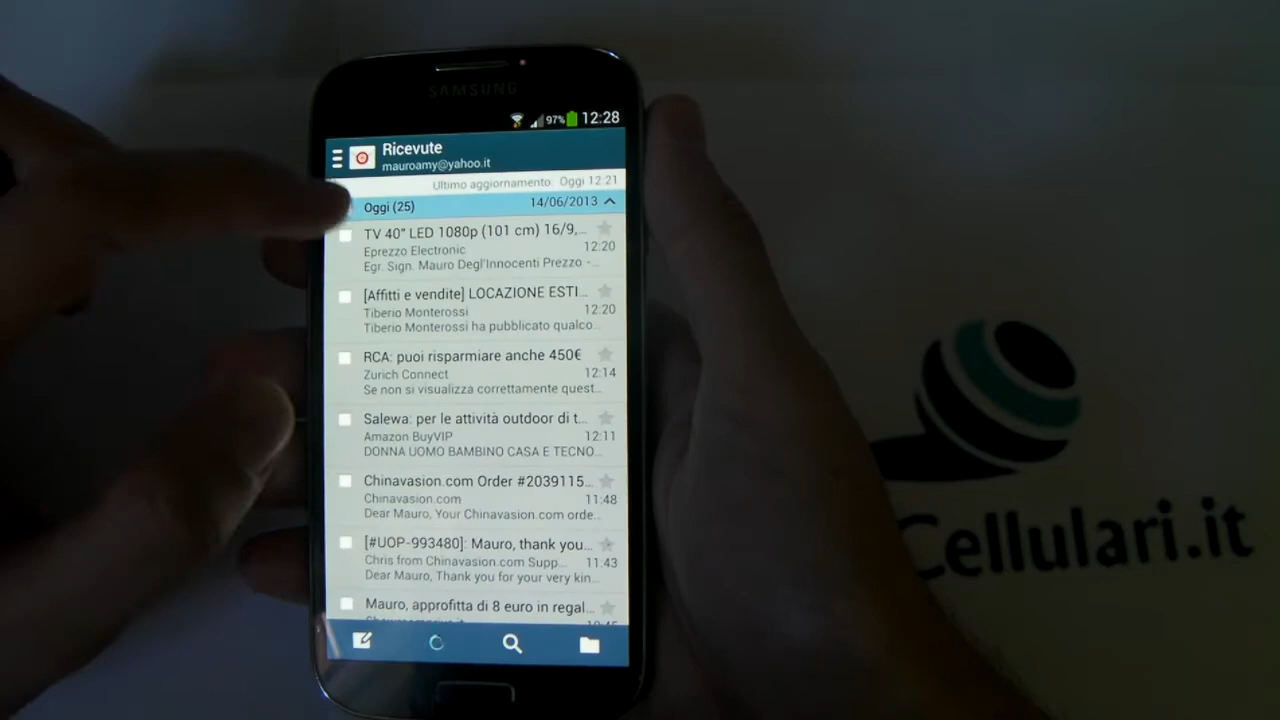 SAMSUNG
97% 12:28
Ricevute
mauroamy@yahoo.it
Ultimo aggiornamento: Oggi 12:21
Oggi (25) 14/06/2013
TV 40" LED 1080p (101 cm) 16/9,...
Eprezzo Electronic 12:20
Egr. Sign. Mauro Degl'Innocenti Prezzo -...
[Affitti e vendite] LOCAZIONE ESTI...
Tiberio Monterossi 12:20
Tiberio Monterossi ha pubblicato qualco...
RCA: puoi risparmiare anche 450€
Zurich Connect 12:14
Se non si visualizza correttamente quest...
Salewa: per le attività outdoor di t...
Amazon BuyVIP 12:11
DONNA UOMO BAMBINO CASA E TECNO...
Chinavasion.com Order #2039115...
Chinavasion.com 11:48
Dear Mauro, Your Chinavasion.com orde...
[#UOP-993480]: Mauro, thank you...
Chris from Chinavasion.com Supp... 11:43
Dear Mauro, Thank you for your very kin...
Mauro, approfitta di 8 euro in regal...
Cellulari.it